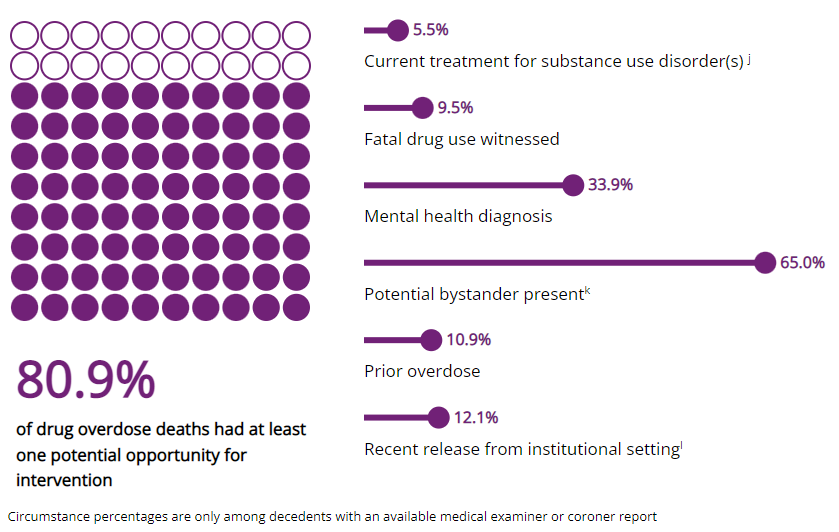 80.9%
of drug overdose deaths had at least
one potential opportunity for
intervention
5.5%
Current treatment for substance use disorder(s) j
9.5%
Fatal drug use witnessed
33.9%
Mental health diagnosis
65.0%
Potential bystander presentk
10.9%
Prior overdose
12.1%
Recent release from institutional settingl
Circumstance percentages are only among decedents with an available medical examiner or coroner report